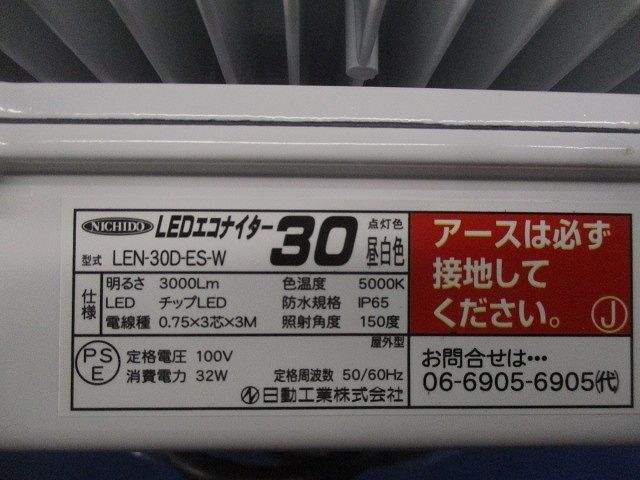 NICHIDO LEDエコナイター 30 点灯色 昼白色
型式 LEN-30D-ES-W
仕様
明るさ 3000Lm 色温度 5000K
LED チップLED 防水規格 IP65
電線種 0.75×3芯×3M 照射角度 150度
屋外型
PSE
定格電圧 100V
消費電力 32W 定格周波数 50/60Hz
日動工業株式会社
アースは必ず
接地して
ください。 J
お問合せは…
06-6905-6905(代)